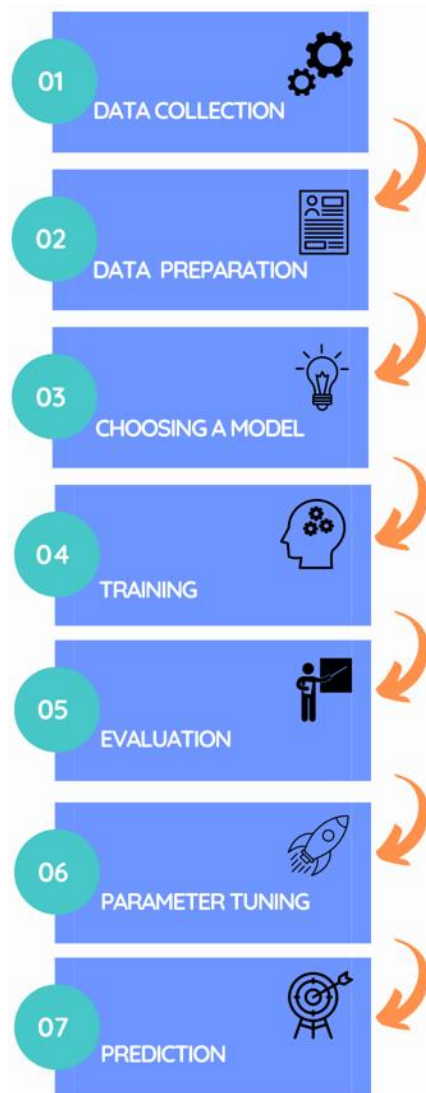 01
DATA COLLECTION
02
DATA PREPARATION
03
CHOOSING A MODEL
04
TRAINING
05
EVALUATION
06
PARAMETER TUNING
07
PREDICTION